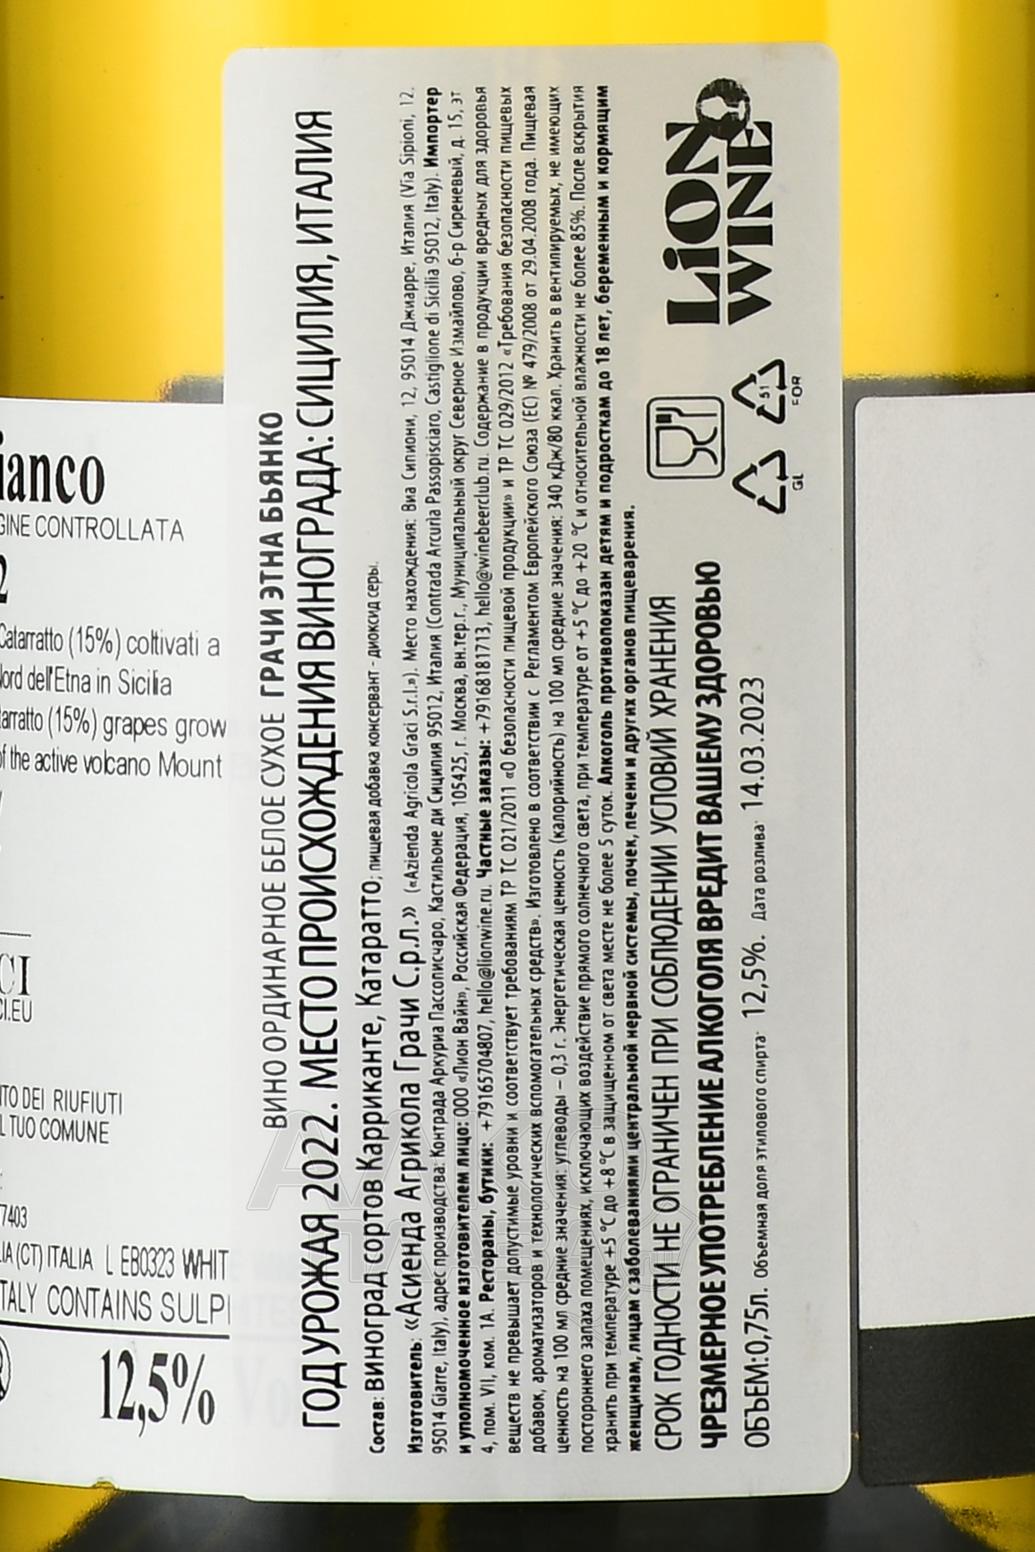 ianco
GINE CONTROLLATA
2
Catarratto (15%) coltivati a
Nord dell'Etna in Sicilia
tarratto (15%) grapes grow
of the active volcano Mount
CI
CI.EU
TO DEI RIFIUTI
L TUO COMUNE
7403
IA (CT) ITALIA L EB0323 WHIT
TALY CONTAINS SULPI
12,5%
ВИНО ОРДИНАРНОЕ БЕЛОЕ СУХОЕ ГРАЧИ ЭТНА БЬЯНКО
ГОД УРОЖАЯ 2022. МЕСТО ПРОИСХОЖДЕНИЯ ВИНОГРАДА: СИЦИЛИЯ, ИТАЛИЯ
Состав: Виноград сортов Карриканте, Катаратто; пищевая добавка консервант - диоксид серы.
Изготовитель: «Асиенда Агрикола Грачи С.р.л.» («Azienda Agricola Graci S.r.l.»). Место нахождения: Виа Сипиони, 12, 95014 Джиарре, Италия (Via Sipioni, 12.
95014 Giarre, Italy), адрес производства: Контрада Аркурия Пассописчаро, Кастильоне ди Сицилия 95012, Италия (Contrada Arcuria Passopisciaro, Castiglione di Sicilia 95012, Italy). Импортер
и уполномоченное изготовителем лицо: ООО «Лион Вайн», Российская Федерация, 105425, г. Москва, вн.тер.г., Муниципальный округ Северное Измайлово, б-р Сиреневый, д. 15, эт
4, пом. VII, ком. 1А. Рестораны, бутики: +79165704807, hello@lionwine.ru. Частные заказы: +79168181713, hello@winebeerclub.ru. Содержание в продукции вредных для здоровья
веществ не превышает допустимые уровни и соответствует требованиям ТР ТС 021/2011 «О безопасности пищевой продукции» и ТР ТС 029/2012 «Требования безопасности пищевых
добавок, ароматизаторов и технологических вспомогательных средств». Изготовлено в соответствии с Регламентом Европейского Союза (ЕС) № 479/2008 от 29.04.2008 года. Пищевая
ценность на 100 мл средние значения: углеводы – 0,3 г. Энергетическая ценность (калорийность) на 100 мл средние значения: 340 кДж/80 ккал. Хранить в вентилируемых, не имеющих
постороннего запаха помещениях, исключающих воздействие прямого солнечного света, при температуре от +5 °С до +20 °С и относительной влажности не более 85%. После вскрытия
хранить при температуре +5 °С до +8 °С в защищенном от света месте не более 5 суток. Алкоголь противопоказан детям и подросткам до 18 лет, беременным и кормящим
женщинам, лицам с заболеваниями центральной нервной системы, почек, печени и других органов пищеварения.
СРОК ГОДНОСТИ НЕ ОГРАНИЧЕН ПРИ СОБЛЮДЕНИИ УСЛОВИЙ ХРАНЕНИЯ
ЧРЕЗМЕРНОЕ УПОТРЕБЛЕНИЕ АЛКОГОЛЯ ВРЕДИТ ВАШЕМУ ЗДОРОВЬЮ
ОБЪЕМ: 0,75л. Объемная доля этилового спирта: 12,5%. Дата розлива: 14.03.2023
GL
51
FOR
LION
WINE